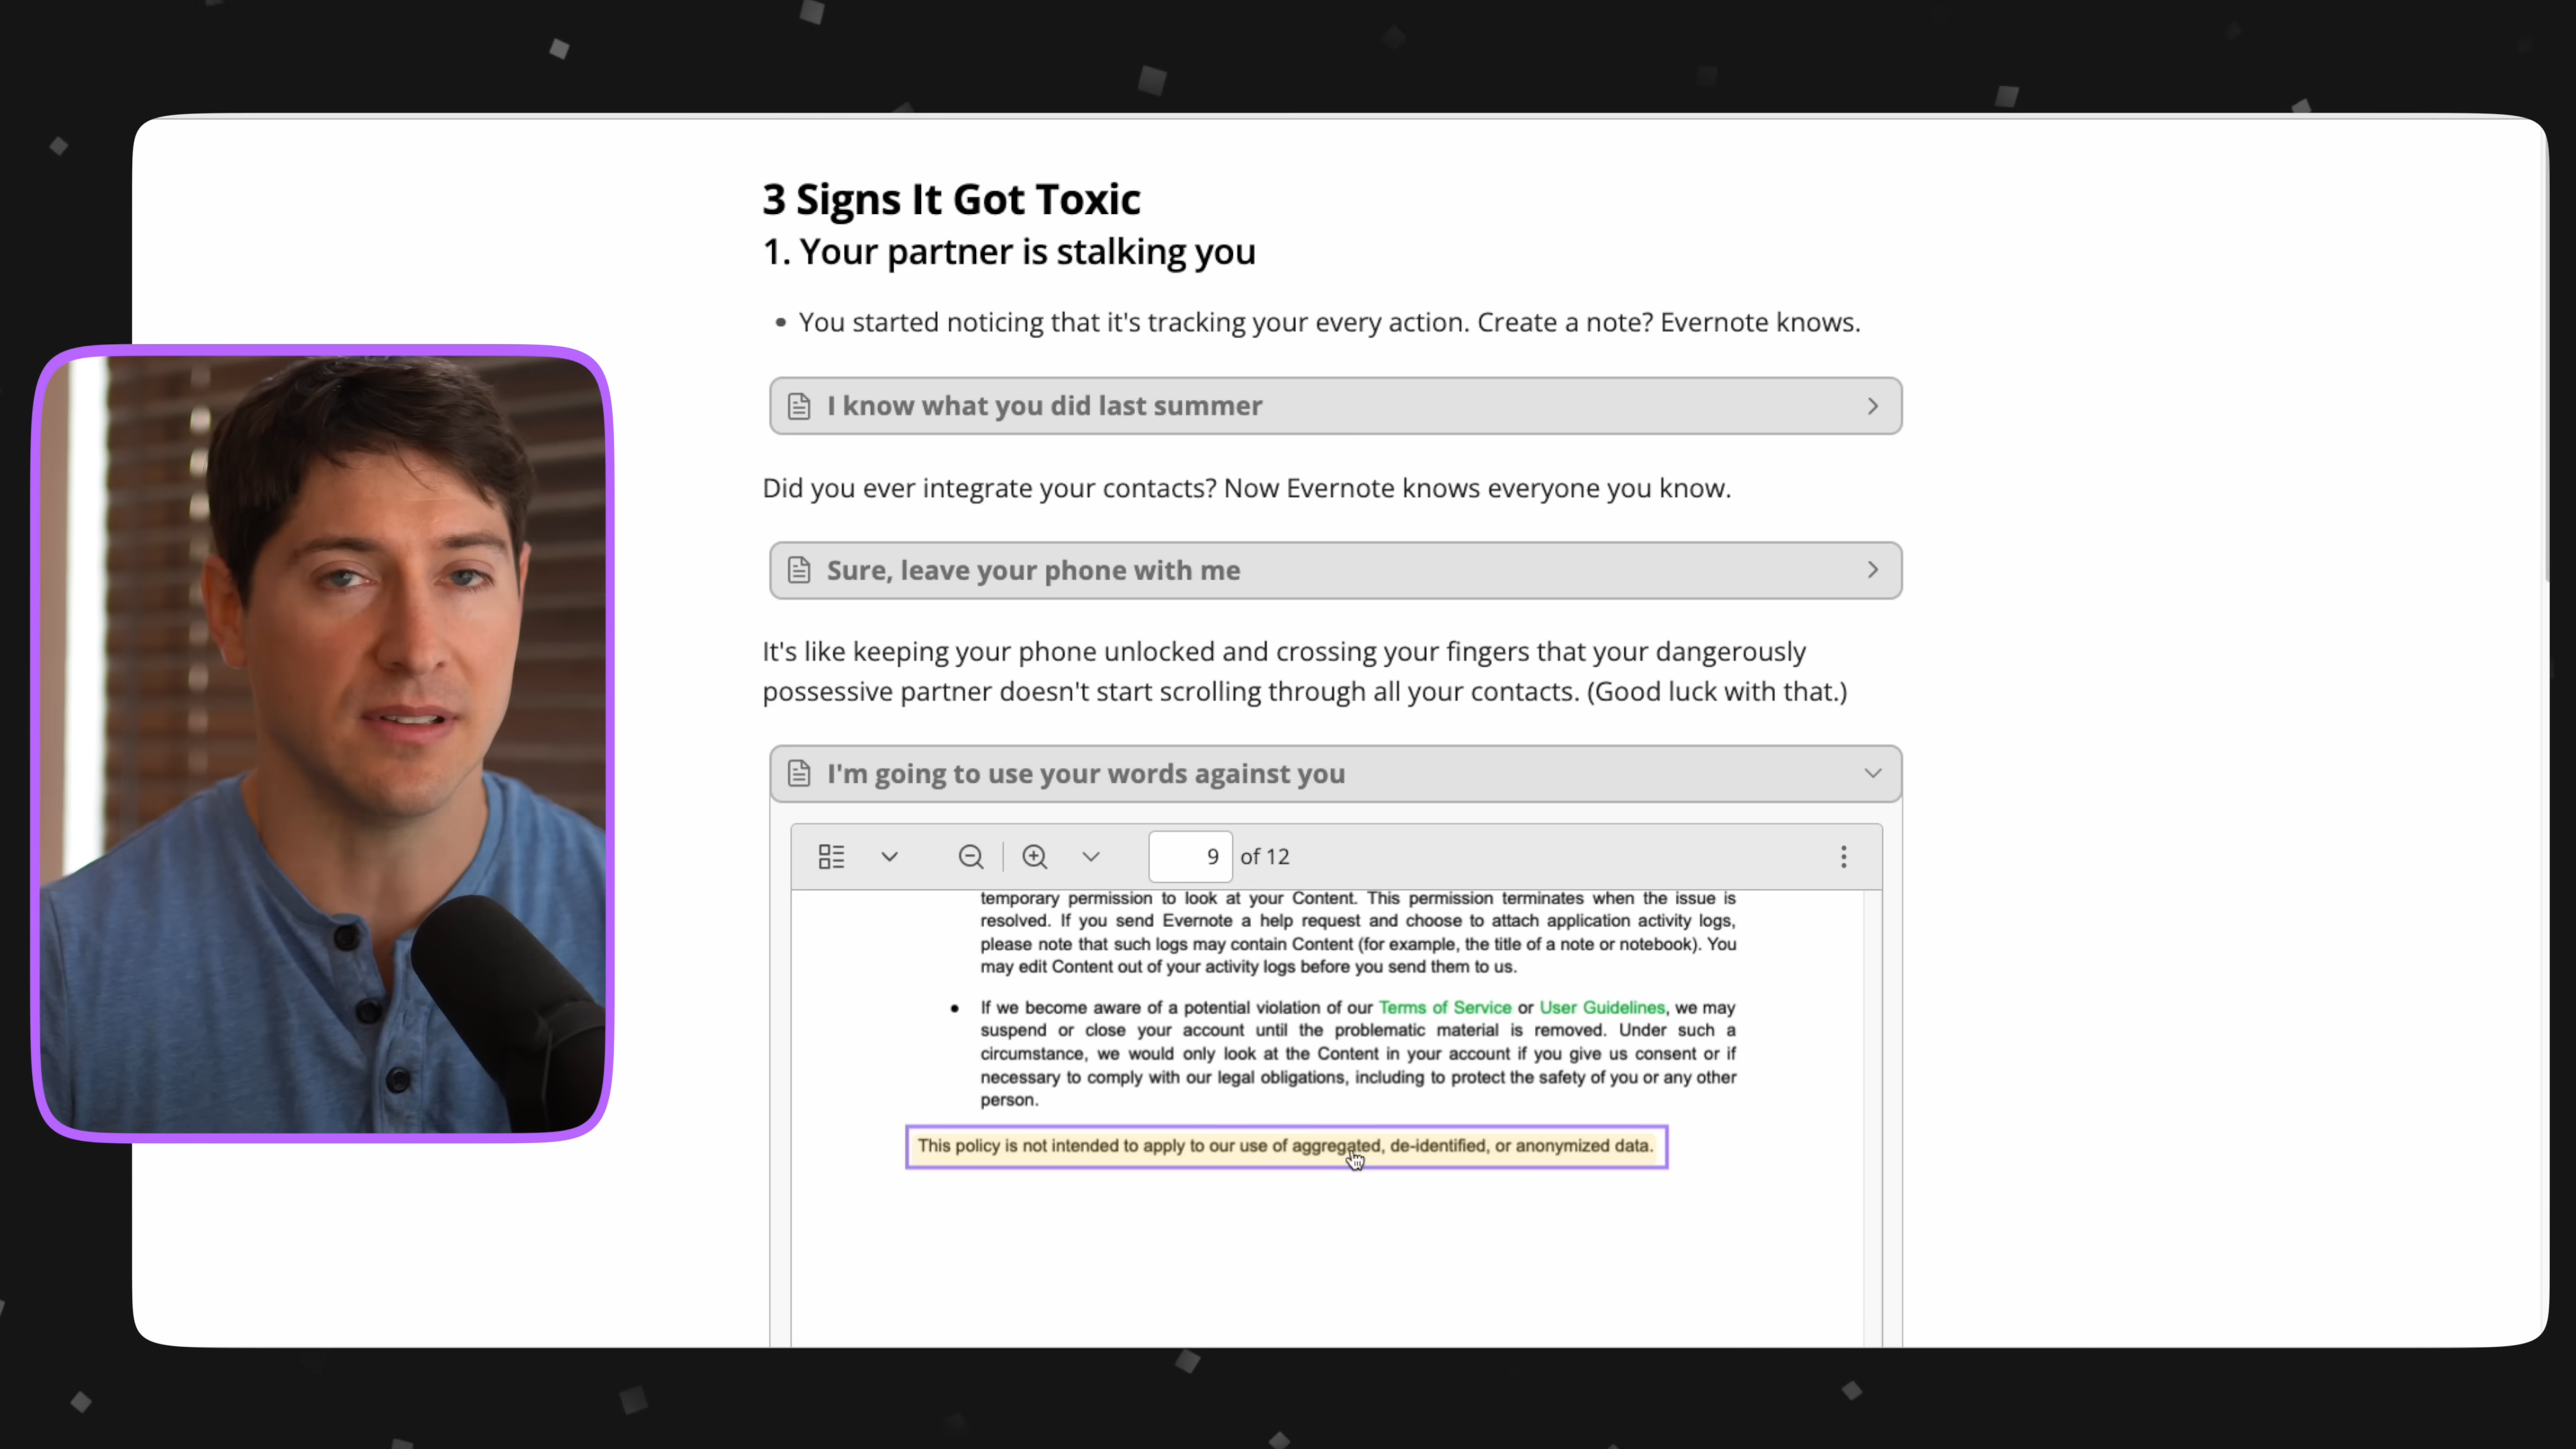 3 Signs It Got Toxic
1. Your partner is stalking you
• You started noticing that it's tracking your every action. Create a note? Evernote knows.
I know what you did last summer
Did you ever integrate your contacts? Now Evernote knows everyone you know.
Sure, leave your phone with me
It's like keeping your phone unlocked and crossing your fingers that your dangerously
possessive partner doesn't start scrolling through all your contacts. (Good luck with that.)
I'm going to use your words against you
9 of 12
temporary permission to look at your Content. This permission terminates when the issue is
resolved. If you send Evernote a help request and choose to attach application activity logs,
please note that such logs may contain Content (for example, the title of a note or notebook). You
may edit Content out of your activity logs before you send them to us.
• If we become aware of a potential violation of our Terms of Service or User Guidelines, we may
suspend or close your account until the problematic material is removed. Under such a
circumstance, we would only look at the Content in your account if you give us consent or if
necessary to comply with our legal obligations, including to protect the safety of you or any other
person.
This policy is not intended to apply to our use of aggregated, de-identified, or anonymized data.